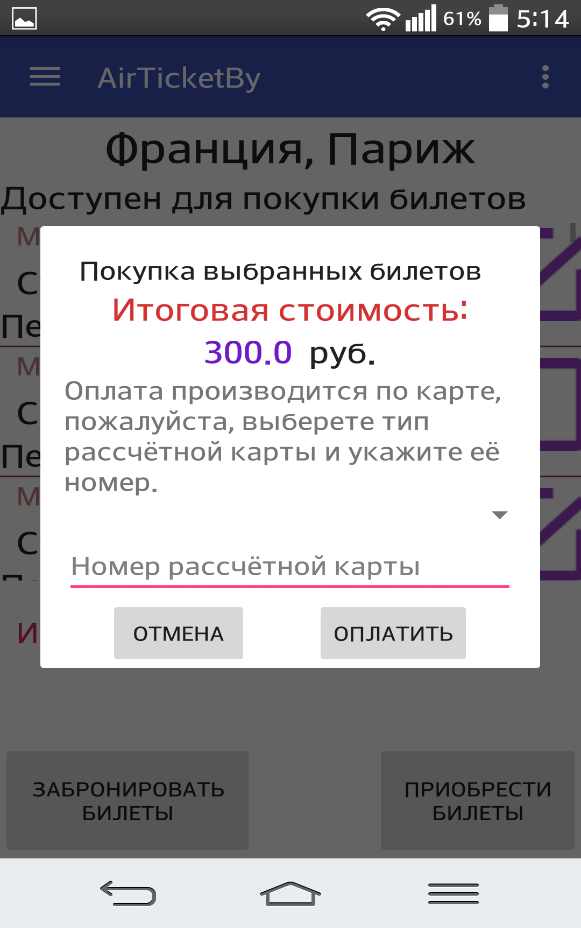 61% 5:14
AirTicketBy
Франция, Париж
Доступен для покупки билетов
Покупка выбранных билетов
Итоговая стоимость:
300.0 руб.
Оплата производится по карте,
пожалуйста, выберете тип
рассчётной карты и укажите её
номер.
Номер рассчётной карты
ОТМЕНА ОПЛАТИТЬ
ЗАБРОНИРОВАТЬ БИЛЕТЫ
ПРИОБРЕСТИ БИЛЕТЫ